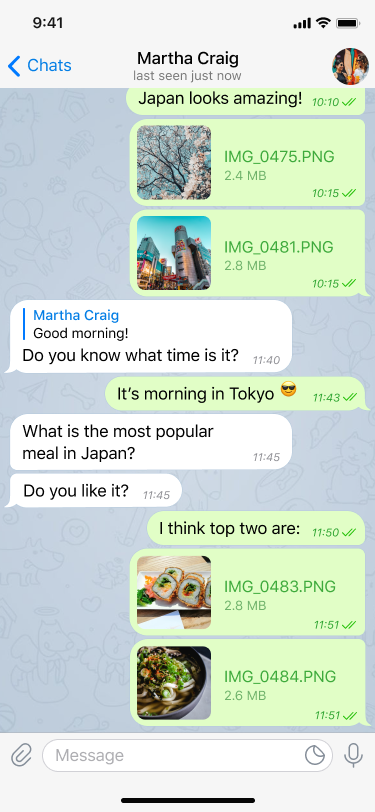 9:41
Chats
Martha Craig
last seen just now
Japan looks amazing! 10:10
IMG_0475.PNG
2.4 MB
10:15
IMG_0481.PNG
2.8 MB
10:15
Martha Craig
Good morning!
Do you know what time is it? 11:40
It’s morning in Tokyo 😎 11:43
What is the most popular
meal in Japan? 11:45
Do you like it? 11:45
I think top two are: 11:50
IMG_0483.PNG
2.8 MB
11:51
IMG_0484.PNG
2.6 MB
11:51
Message